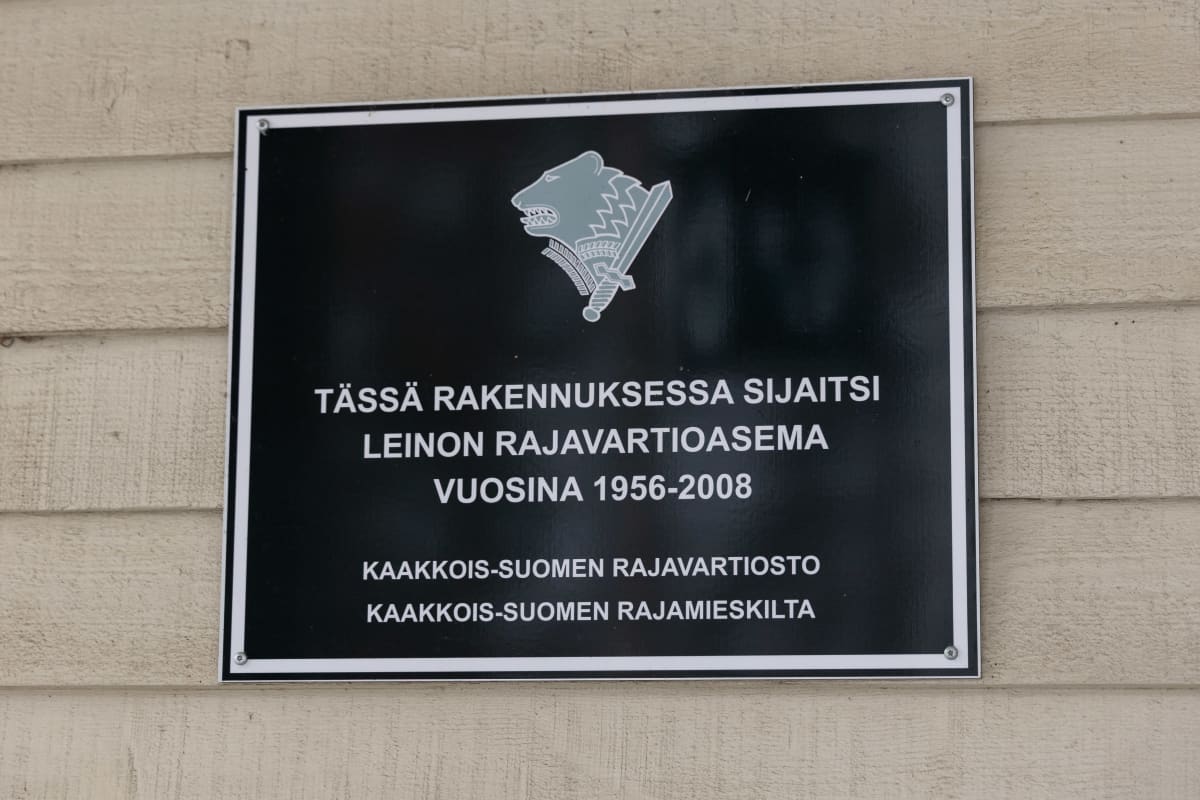 TÄSSÄ RAKENNUKSESSA SIJAITSI
LEINON RAJAVARTIOASEMA
VUOSINA 1956-2008
KAAKKOIS-SUOMEN RAJAVARTIOSTO
KAAKKOIS-SUOMEN RAJAMIESKILTA